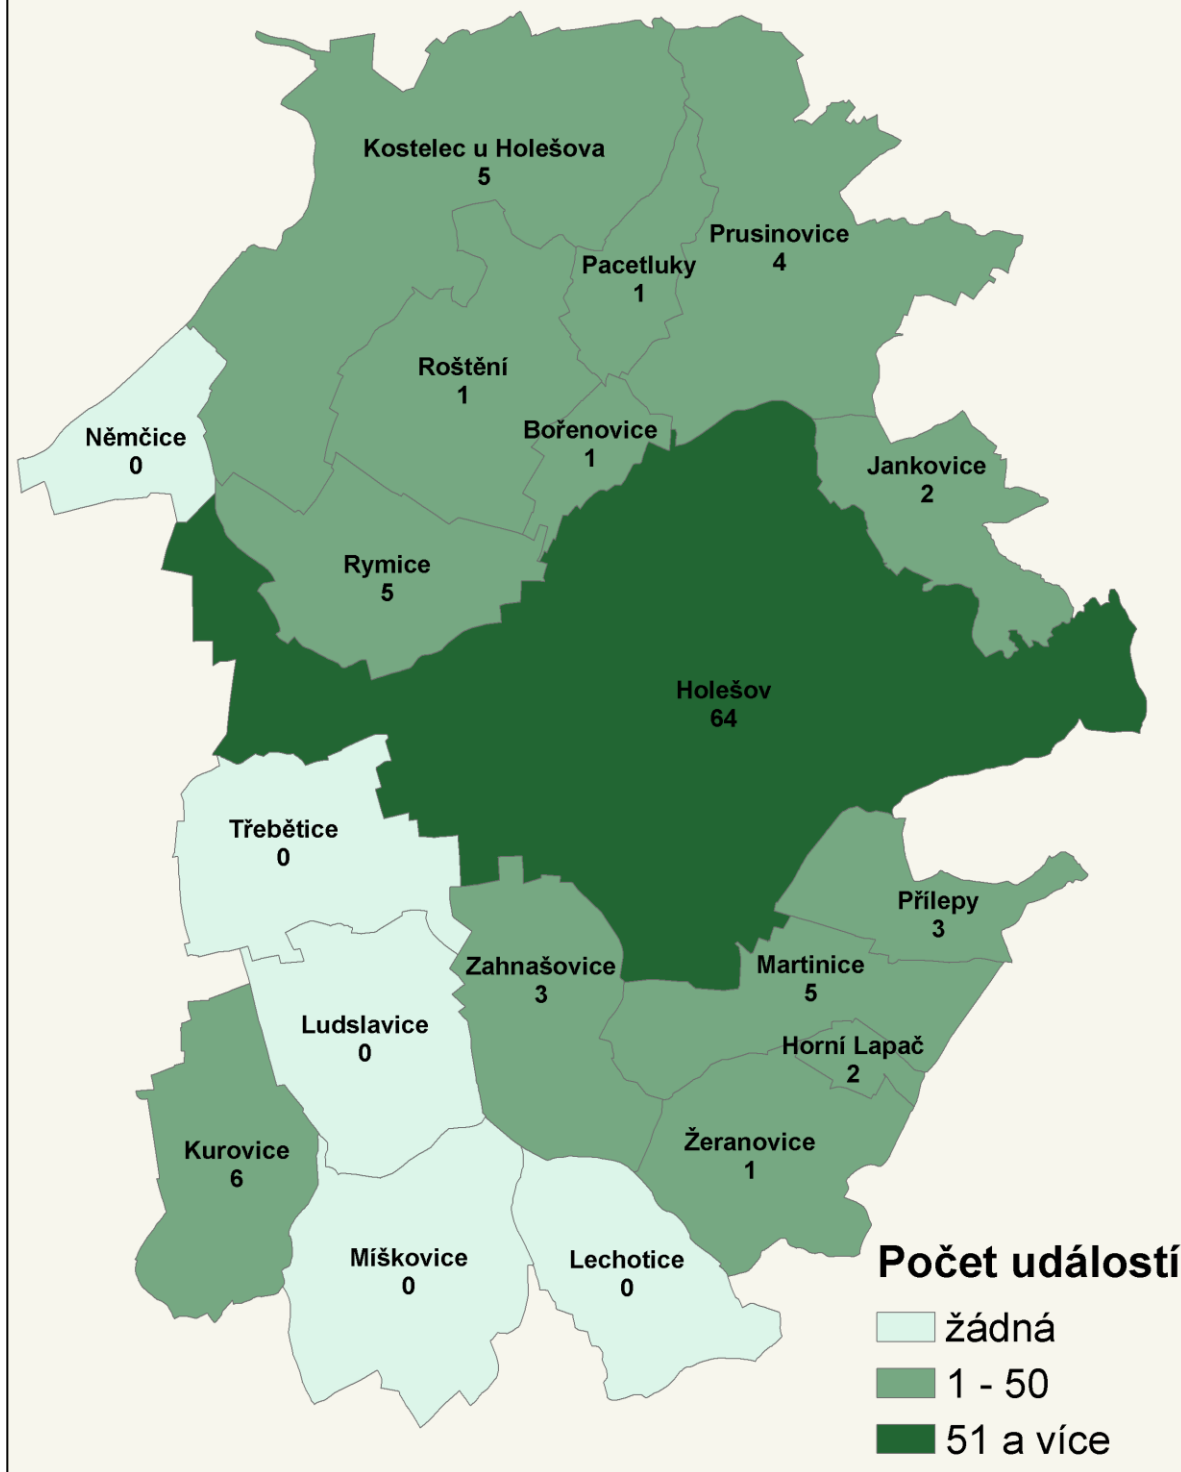 Kostelec u Holešova
5
Prusinovice
4
Pacetluky
1
Roštění
1
Bořenovice
1
Němčice
0
Jankovice
2
Rymice
5
Holešov
64
Třebětice
0
Přílepy
3
Zahnašovice
3
Martinice
5
Ludslavice
0
Horní Lapač
2
Kurovice
6
Žeranovice
1
Míškovice
0
Lechotice
0
Počet událostí
žádná
1 - 50
51 a více